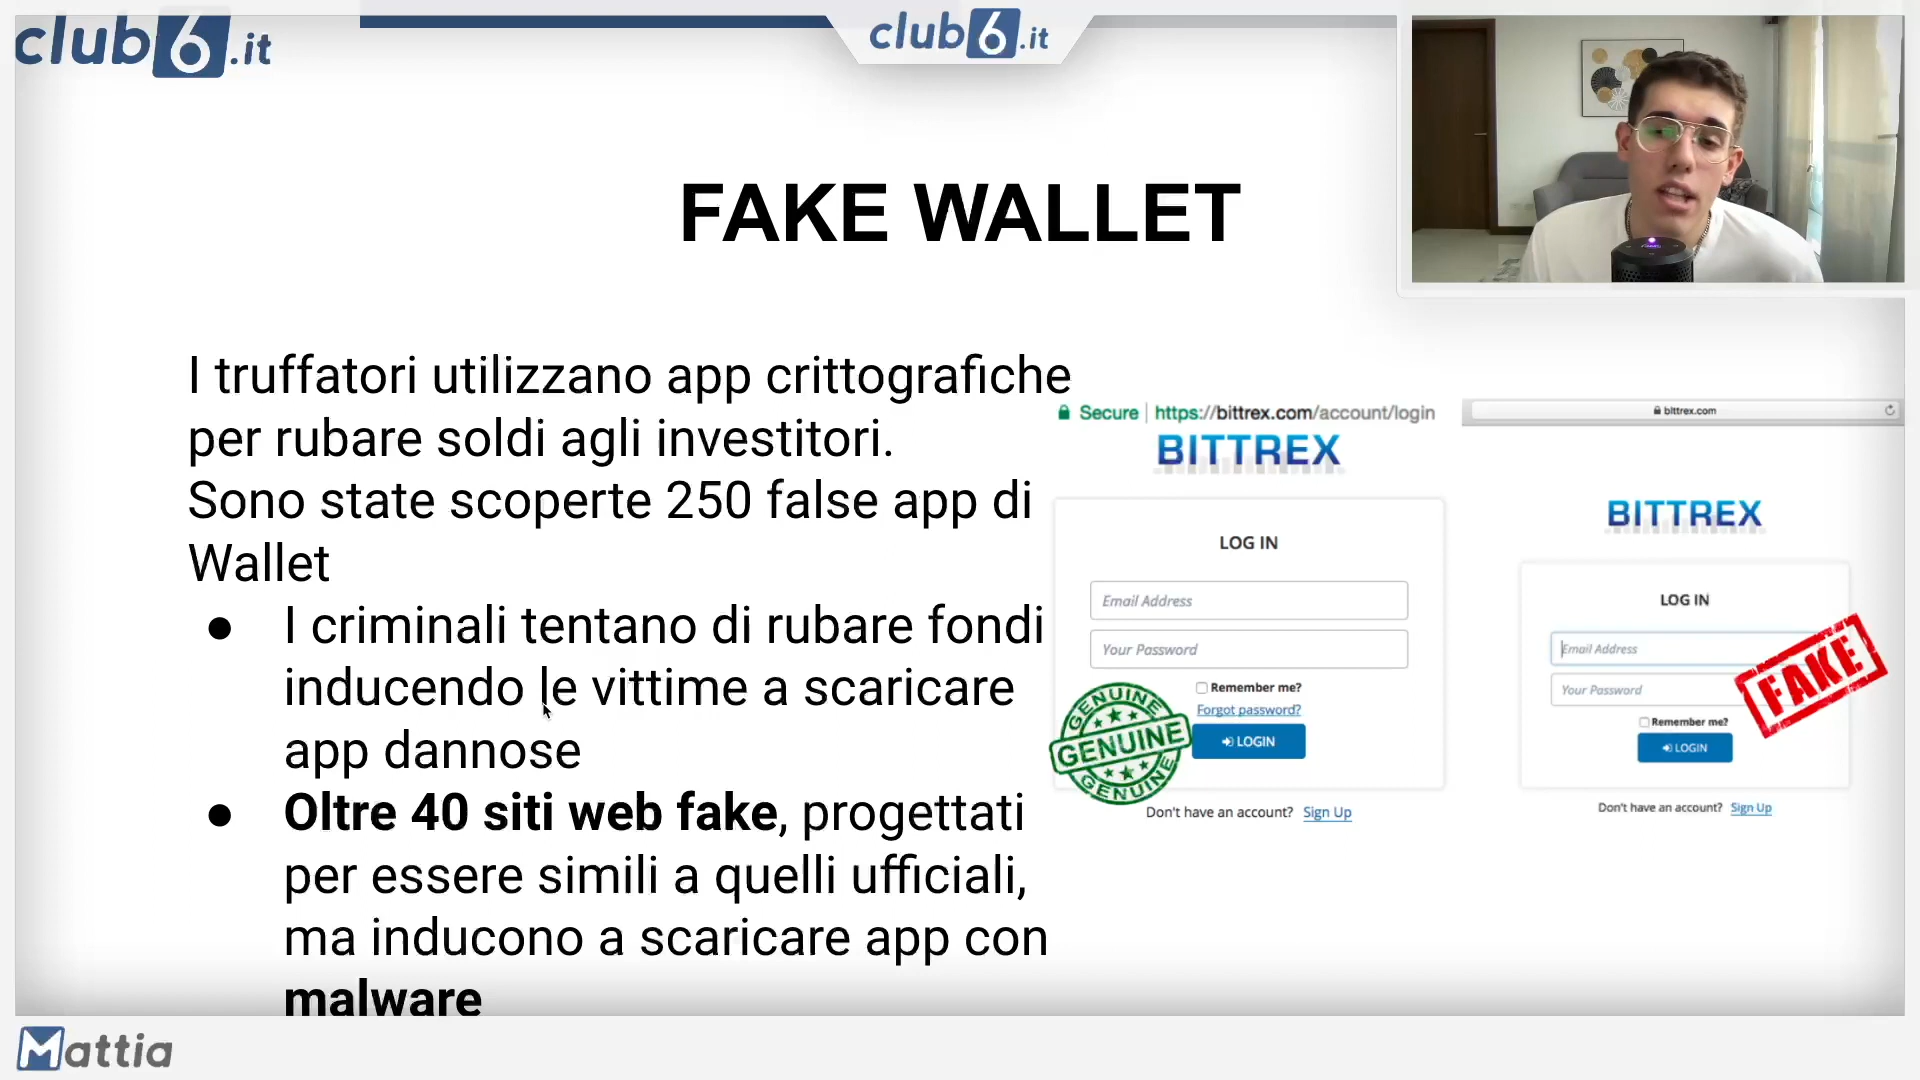 club6.it
club6.it
FAKE WALLET
I truffatori utilizzano app crittografiche
per rubare soldi agli investitori.
Sono state scoperte 250 false app di
Wallet
● I criminali tentano di rubare fondi
inducendo le vittime a scaricare
app dannose
● Oltre 40 siti web fake, progettati
per essere simili a quelli ufficiali,
ma inducono a scaricare app con
malware
Secure | https://bittrex.com/account/login
BITTREX
LOG IN
Email Address
Your Password
Remember me?
Forgot password?
LOGIN
GENUINE
GENUINE
GENUINE
Don't have an account? Sign Up
blttrex.com
BITTREX
LOG IN
Email Address
Your Password
Remember me?
LOGIN
FAKE
Don't have an account? Sign Up
Mattia